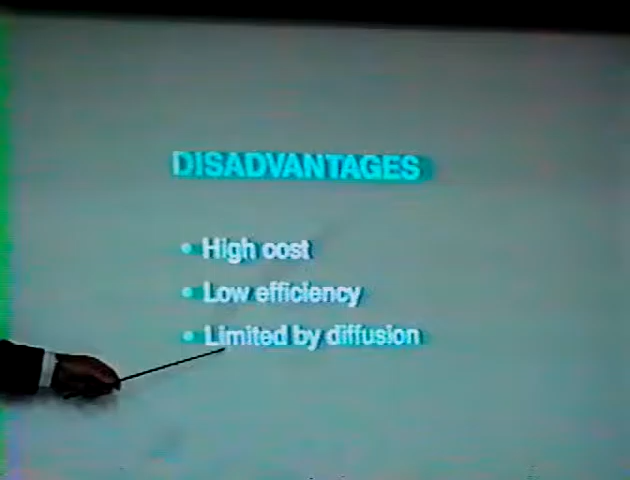 DISADVANTAGES
• High cost
• Low efficiency
• Limited by diffusion